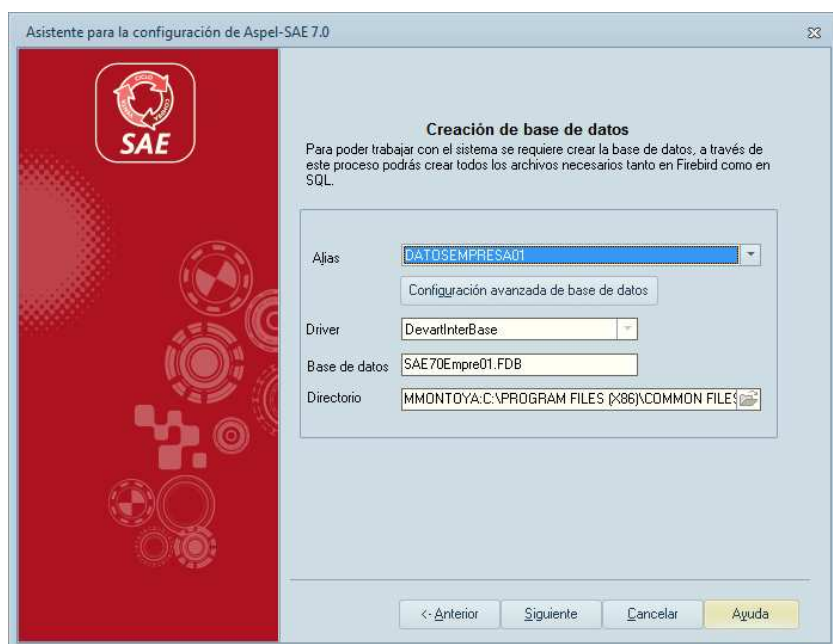 Asistente para la configuración de Aspel-SAE 7.0
CICLO
COMPRA
VENTA
SAE
Creación de base de datos
Para poder trabajar con el sistema se requiere crear la base de datos, a través de
este proceso podrás crear todos los archivos necesarios tanto en Firebird como en
SQL.
Alias
DATOSEMPRESA01
Configuración avanzada de base de datos
Driver
DevartInterBase
Base de datos
SAE70Empre01.FDB
Directorio
MMONTOYA:C:\PROGRAM FILES (X86)\COMMON FILES
<- Anterior
Siguiente
Cancelar
Ayuda